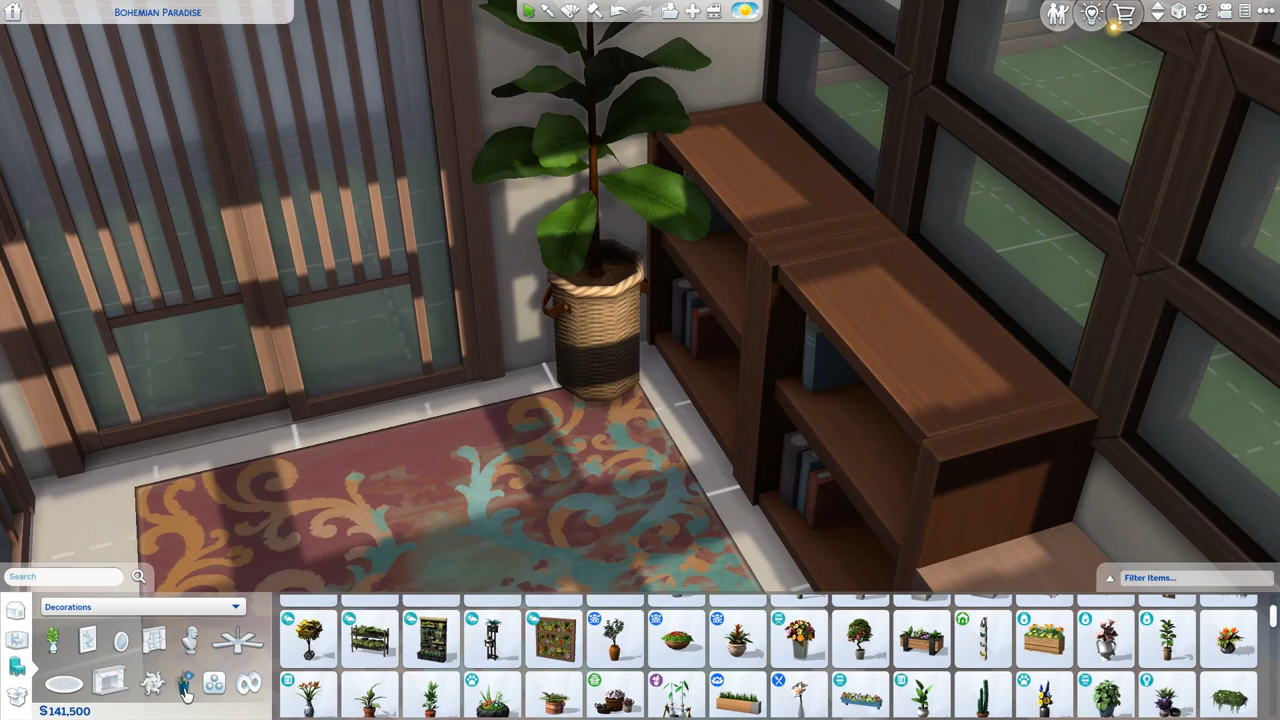 BOHEMIAN PARADISE
Search
Filter Items...
Decorations
§141,500